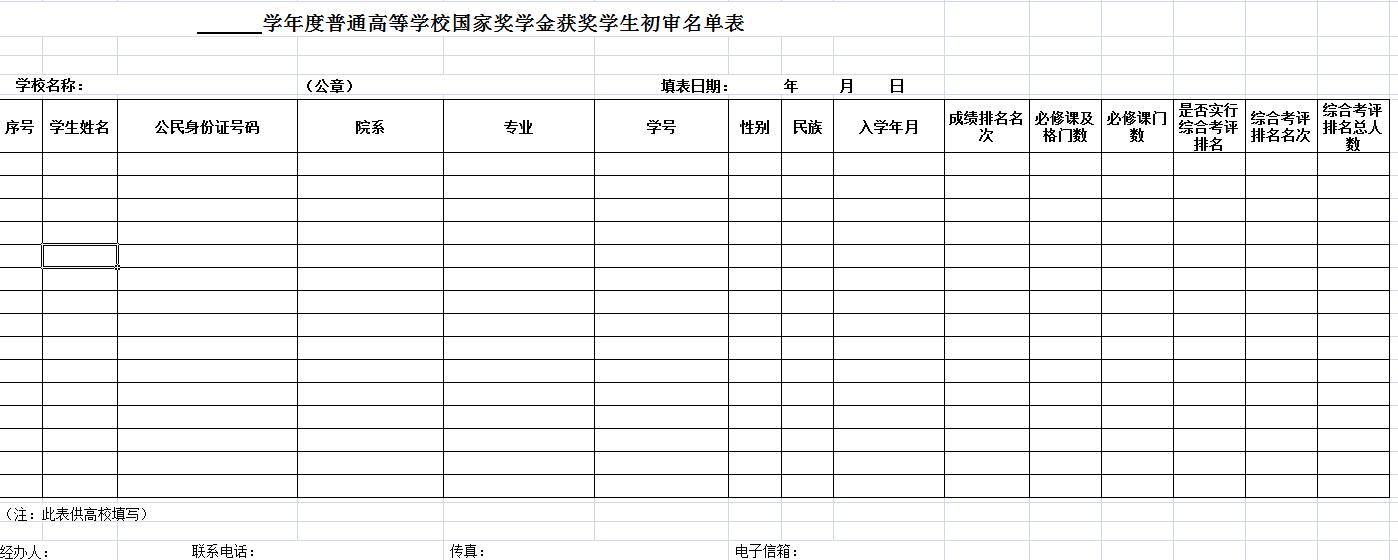 ______学年度普通高等学校国家奖学金获奖学生初审名单表
学校名称： （公章） 填表日期： 年 月 日
序号 学生姓名 公民身份证号码 院系 专业 学号 性别 民族 入学年月 成绩排名名次 必修课及格门数 必修课门数 是否实行综合考评排名 综合考评排名名次 综合考评排名总人数
（注：此表供高校填写）
经办人： 联系电话： 传真： 电子信箱：